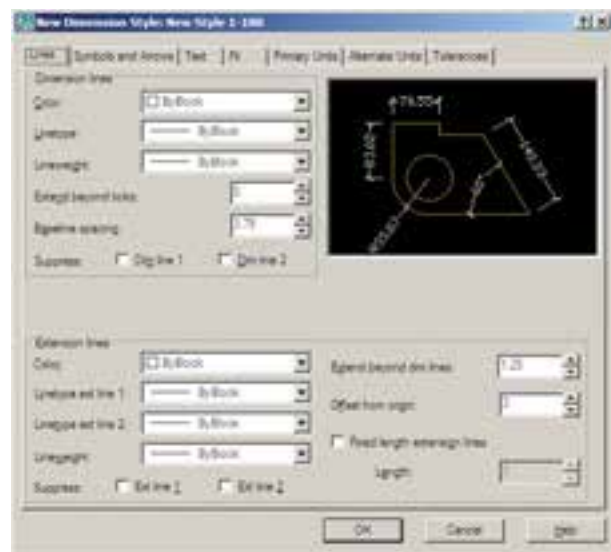 New Dimension Style: New Style 1-100
Lines Symbols and Arrows Text Fit Primary Units Alternate Units Tolerances
Dimension lines
Color: ByBlock
Linetype: ByBlock
Lineweight: ByBlock
Extend beyond ticks:
Baseline spacing: 3.75
Suppress: Dim line 1 Dim line 2
Extension lines
Color: ByBlock
Linetype ext line 1: ByBlock
Linetype ext line 2: ByBlock
Lineweight: ByBlock
Suppress: Ext line 1 Ext line 2
Extend beyond dim lines: 1.25
Offset from origin:
Fixed length extension lines
Length:
OK Cancel Help